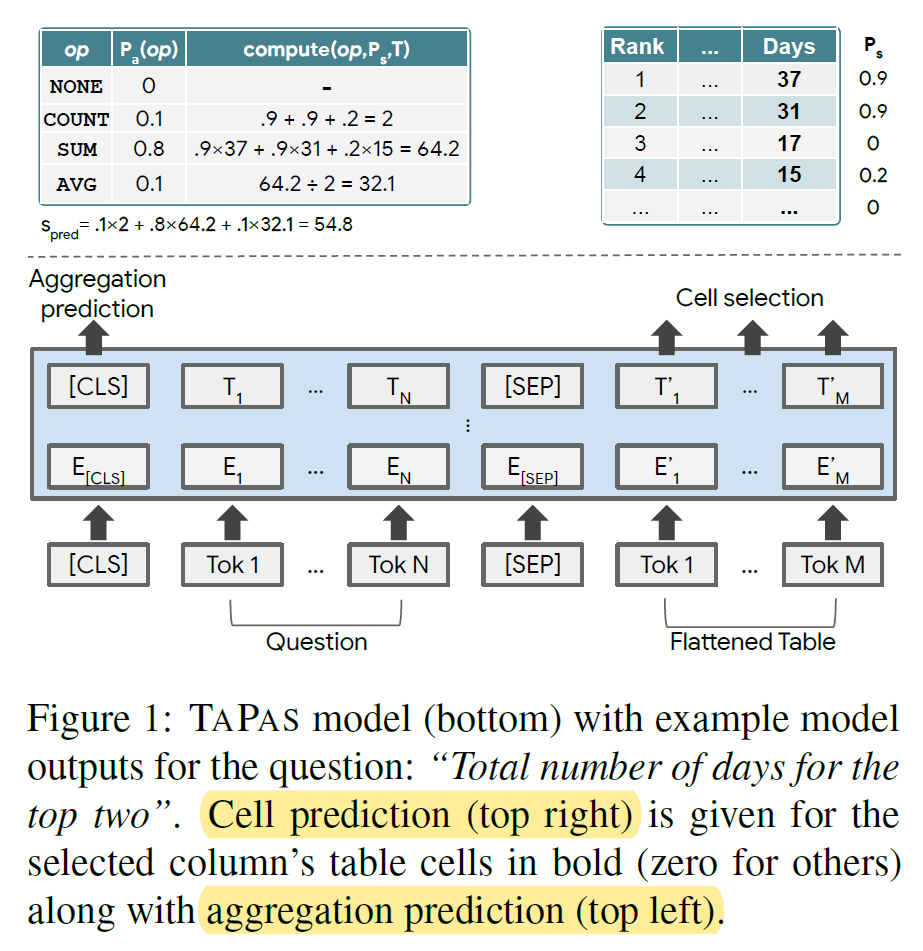 op P_a(op) compute(op,P_s,T)
NONE 0 -
COUNT 0.1 .9 + .9 + .2 = 2
SUM 0.8 .9×37 + .9×31 + .2×15 = 64.2
AVG 0.1 64.2 ÷ 2 = 32.1
s_pred = .1×2 + .8×64.2 + .1×32.1 = 54.8
Rank ... Days P_s
1 ... 37 0.9
2 ... 31 0.9
3 ... 17 0
4 ... 15 0.2
... ... ... 0
Aggregation
prediction
Cell selection
[CLS] T_1 ... T_N [SEP] T'_1 ... T'_M
⋮
E_[CLS] E_1 ... E_N E_[SEP] E'_1 ... E'_M
[CLS] Tok 1 ... Tok N [SEP] Tok 1 ... Tok M
Question Flattened Table
Figure 1: TAPAS model (bottom) with example model
outputs for the question: “Total number of days for the
top two”. Cell prediction (top right) is given for the
selected column’s table cells in bold (zero for others)
along with aggregation prediction (top left).